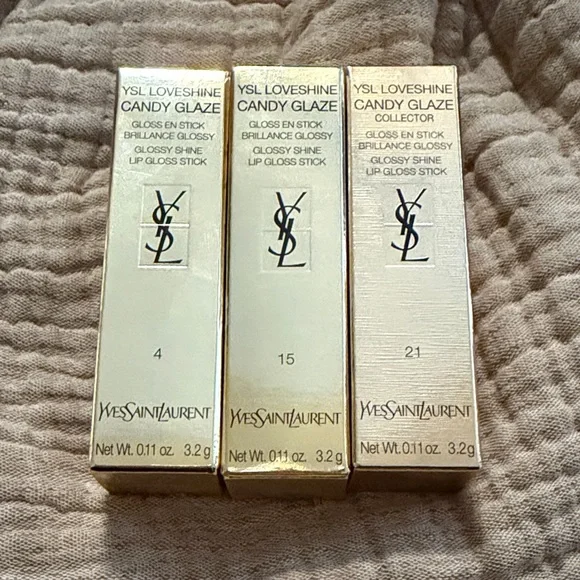 YSL LOVESHINE
CANDY GLAZE
GLOSS EN STICK
BRILLANCE GLOSSY
GLOSSY SHINE
LIP GLOSS STICK
YSL
4
YVESSAINTLAURENT
Net Wt. 0.11 oz. 3.2 g
YSL LOVESHINE
CANDY GLAZE
GLOSS EN STICK
BRILLANCE GLOSSY
GLOSSY SHINE
LIP GLOSS STICK
YSL
15
YVESSAINTLAURENT
Net Wt. 0.11 oz. 3.2 g
YSL LOVESHINE
CANDY GLAZE
COLLECTOR
GLOSS EN STICK
BRILLANCE GLOSSY
GLOSSY SHINE
LIP GLOSS STICK
YSL
21
YVESSAINTLAURENT
Net Wt. 0.11 oz. 3.2 g